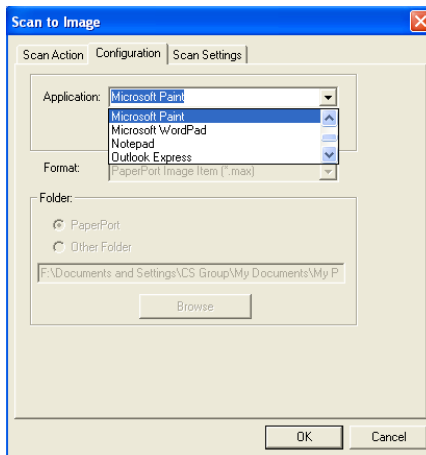 Scan to Image
Scan Action Configuration Scan Settings
Application: Microsoft Paint
Microsoft Paint
Microsoft WordPad
Notepad
Outlook Express
Format: PaperPort Image Item (*.max)
Folder:
PaperPort
Other Folder
F:\Documents and Settings\CS Group\My Documents\My P
Browse
OK Cancel